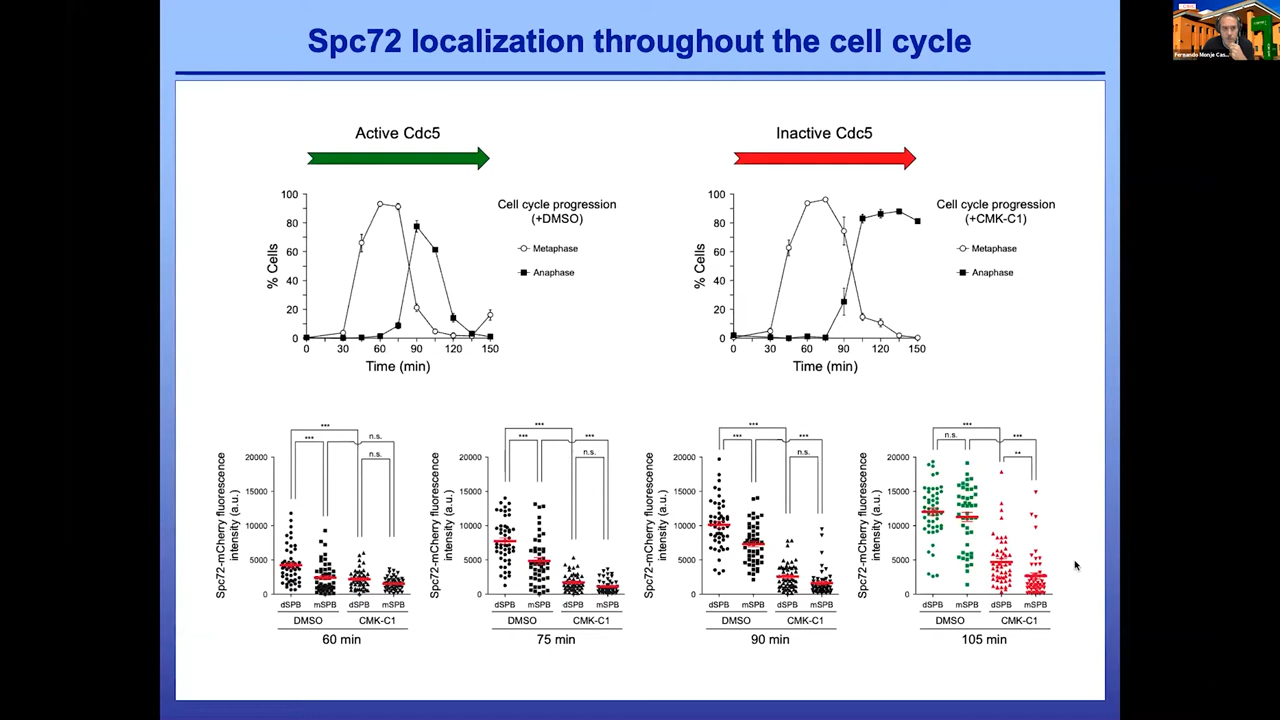 Spc72 localization throughout the cell cycle
Fernando Monje Cas...
Active Cdc5
Inactive Cdc5
100
80
60
40
20
0
% Cells
0 30 60 90 120 150
Time (min)
Cell cycle progression
(+DMSO)
Metaphase
Anaphase
100
80
60
40
20
0
% Cells
0 30 60 90 120 150
Time (min)
Cell cycle progression
(+CMK-C1)
Metaphase
Anaphase
Spc72-mCherry fluorescence
intensity (a.u.)
20000
15000
10000
5000
0
***
*** n.s.
n.s.
dSPB mSPB dSPB mSPB
DMSO CMK-C1
60 min
Spc72-mCherry fluorescence
intensity (a.u.)
20000
15000
10000
5000
0
***
*** ***
n.s.
dSPB mSPB dSPB mSPB
DMSO CMK-C1
75 min
Spc72-mCherry fluorescence
intensity (a.u.)
20000
15000
10000
5000
0
***
*** ***
n.s.
dSPB mSPB dSPB mSPB
DMSO CMK-C1
90 min
Spc72-mCherry fluorescence
intensity (a.u.)
20000
15000
10000
5000
0
***
n.s. ***
**
dSPB mSPB dSPB mSPB
DMSO CMK-C1
105 min